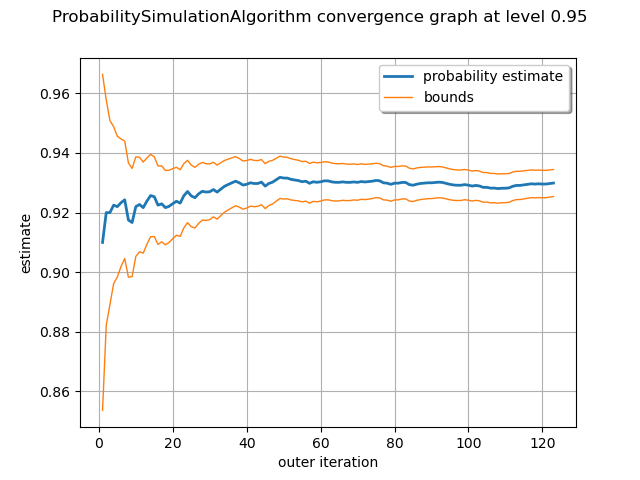 ProbabilitySimulationAlgorithm convergence graph at level 0.95
probability estimate
bounds
0.96
0.94
0.92
0.90
0.88
0.86
estimate
0 20 40 60 80 100 120
outer iteration